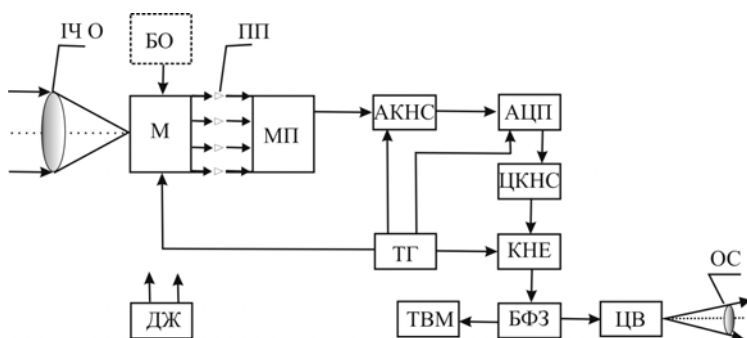 ІЧ О
БО
ПП
М
МП
АКНС
АЦП
ЦКНС
ТГ
КНЕ
ОС
ДЖ
ТВМ
БФЗ
ЦВ